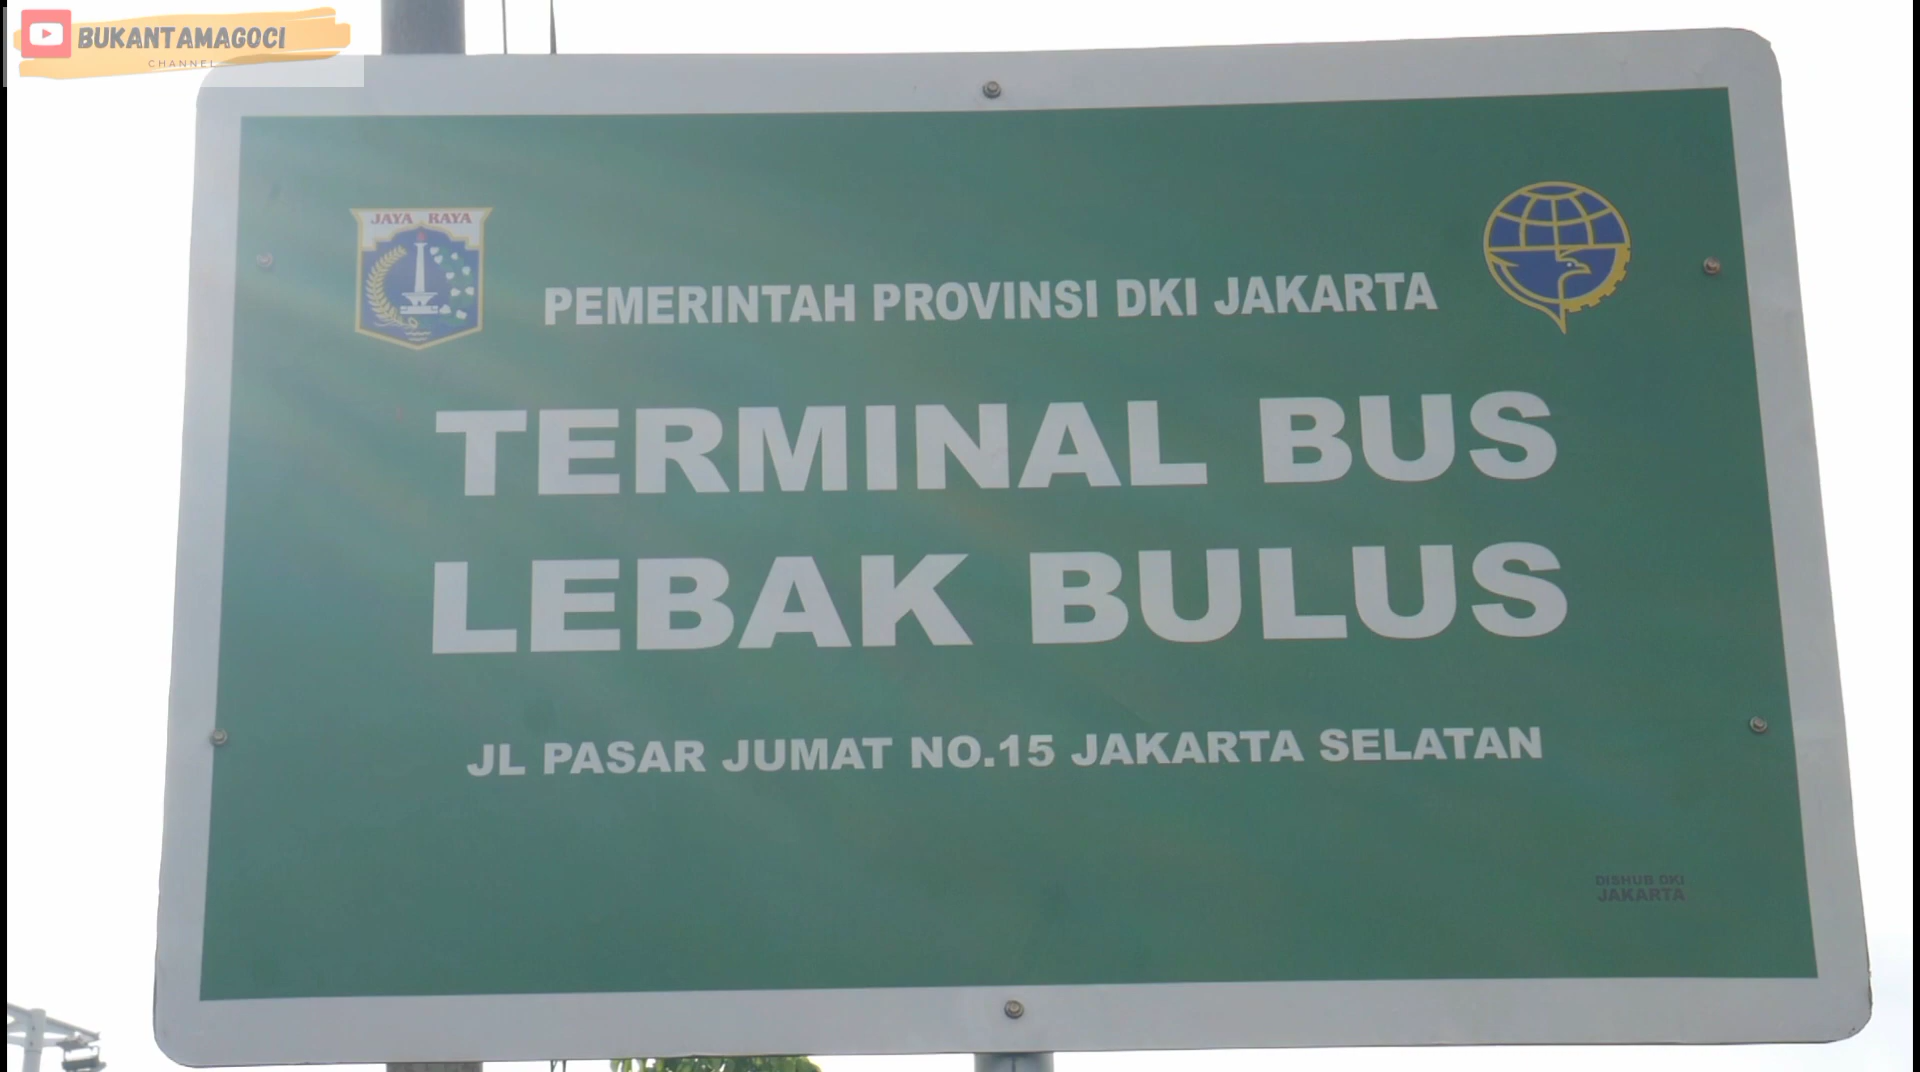 BUKANTAMAGOCI
CHANNEL
JAYA RAYA
PEMERINTAH PROVINSI DKI JAKARTA
TERMINAL BUS
LEBAK BULUS
JL PASAR JUMAT NO.15 JAKARTA SELATAN
DISHUB DKI
JAKARTA